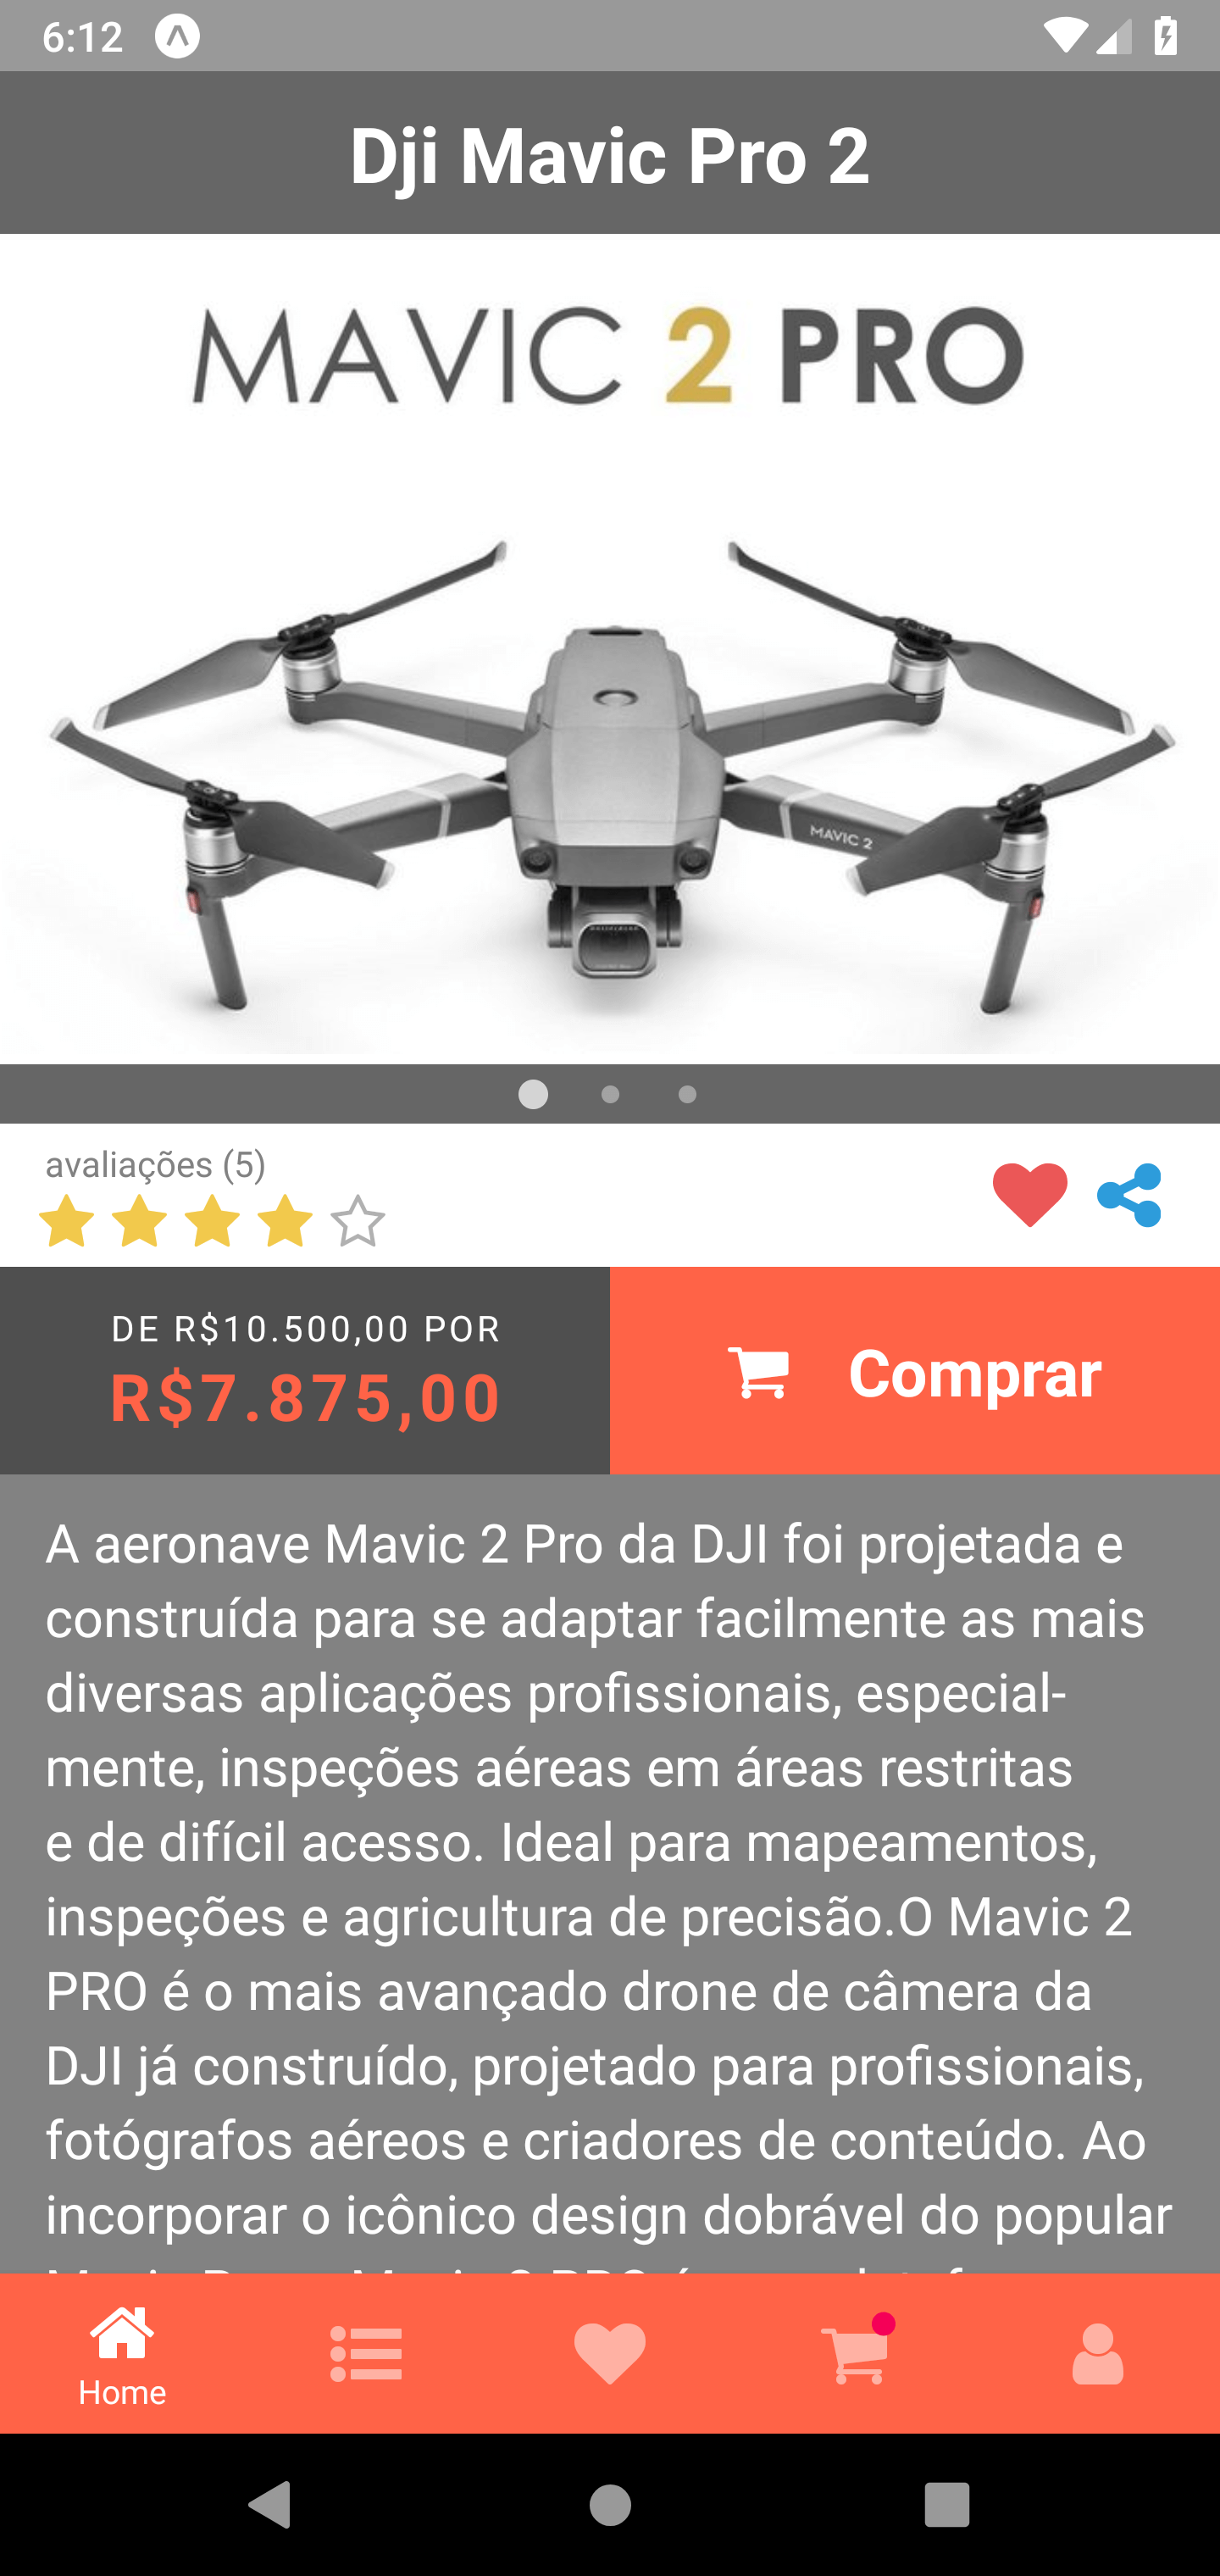 6:12
Dji Mavic Pro 2
MAVIC 2 PRO
MAVIC 2
avaliações (5)
DE R$10.500,00 POR
R$7.875,00
Comprar
A aeronave Mavic 2 Pro da DJI foi projetada e
construída para se adaptar facilmente as mais
diversas aplicações profissionais, especial-
mente, inspeções aéreas em áreas restritas
e de difícil acesso. Ideal para mapeamentos,
inspeções e agricultura de precisão.O Mavic 2
PRO é o mais avançado drone de câmera da
DJI já construído, projetado para profissionais,
fotógrafos aéreos e criadores de conteúdo. Ao
incorporar o icônico design dobrável do popular
Home